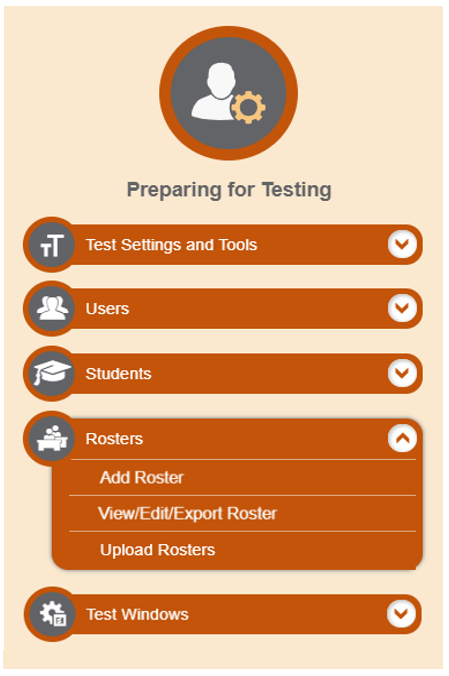 Preparing for Testing
Test Settings and Tools
Users
Students
Rosters
Add Roster
View/Edit/Export Roster
Upload Rosters
Test Windows